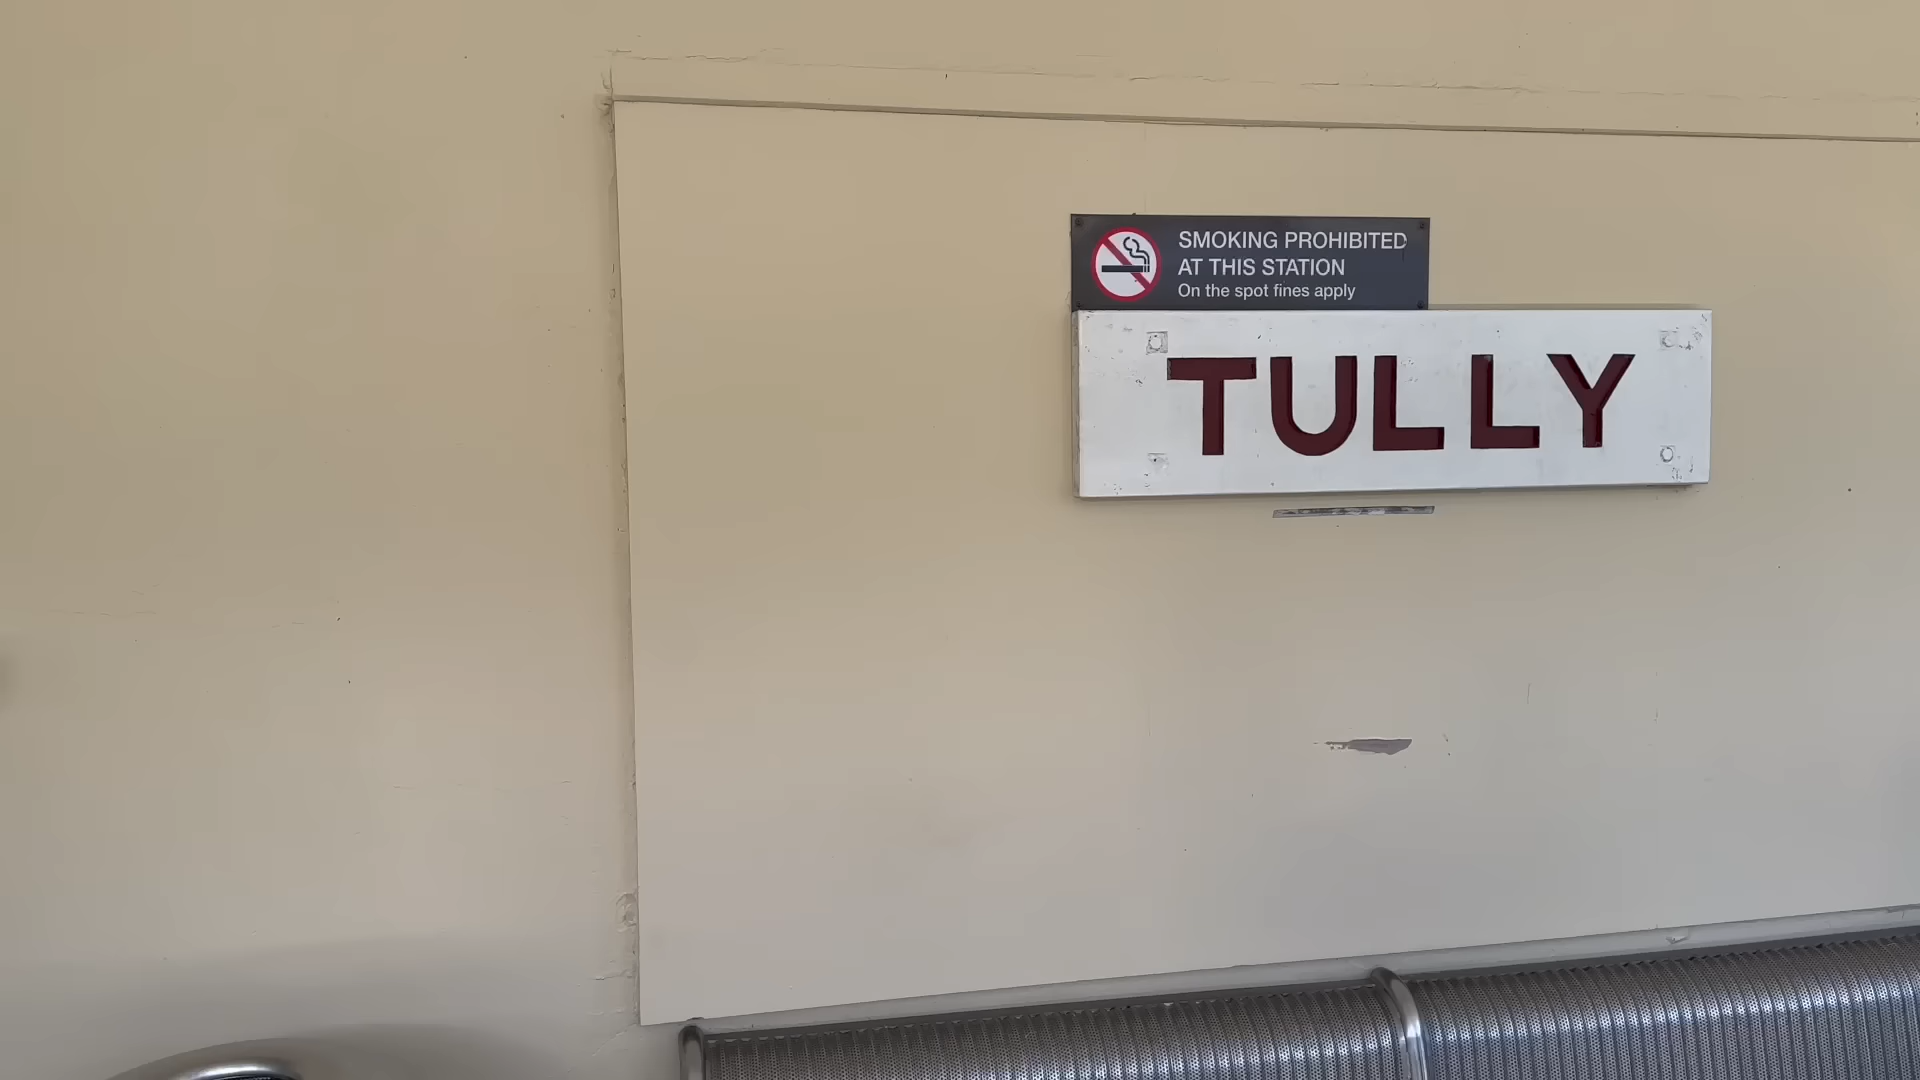 SMOKING PROHIBITED
AT THIS STATION
On the spot fines apply
TULLY